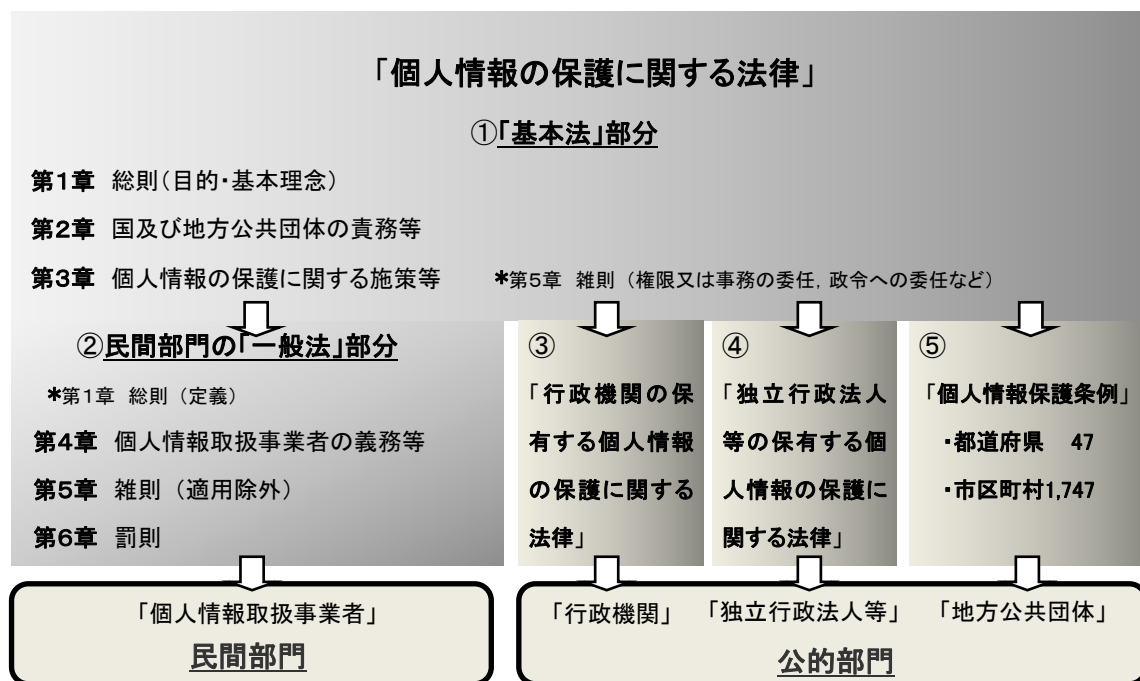 「個人情報の保護に関する法律」
①「基本法」部分
第1章 総則(目的・基本理念)
第2章 国及び地方公共団体の責務等
第3章 個人情報の保護に関する施策等 *第5章 雑則 (権限又は事務の委任, 政令への委任など)
②民間部門の「一般法」部分
*第1章 総則 (定義)
第4章 個人情報取扱事業者の義務等
第5章 雑則 (適用除外)
第6章 罰則
③
「行政機関の保
有する個人情報
の保護に関する
法律」
④
「独立行政法人
等の保有する個
人情報の保護に
関する法律」
⑤
「個人情報保護条例」
・都道府県 47
・市区町村1,747
「個人情報取扱事業者」
民間部門
「行政機関」 「独立行政法人等」 「地方公共団体」
公的部門